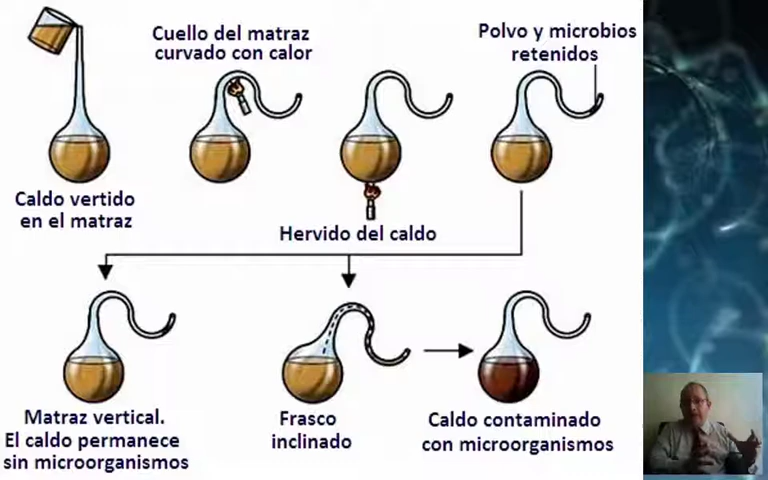 Cuello del matraz
curvado con calor
Polvo y microbios
retenidos
Caldo vertido
en el matraz
Hervido del caldo
Matraz vertical.
El caldo permanece
sin microorganismos
Frasco
inclinado
Caldo contaminado
con microorganismos